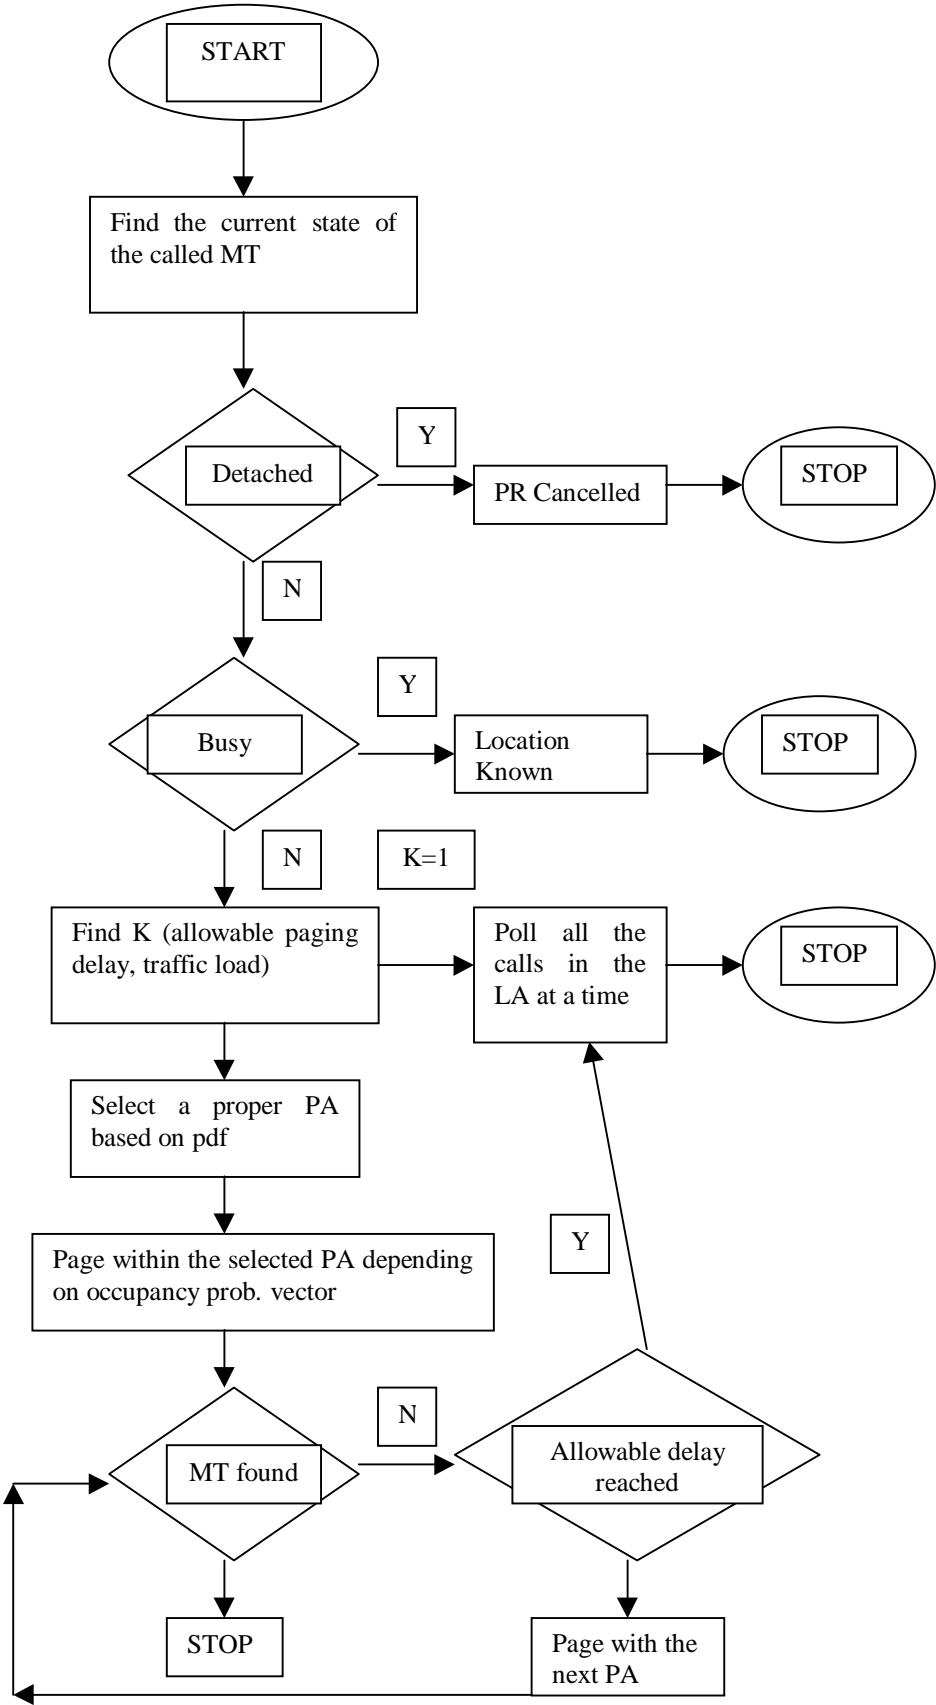 START
Find the current state of
the called MT
Y
Detached
PR Cancelled
STOP
N
Y
Busy
Location
Known
STOP
N
K=1
Find K (allowable paging
delay, traffic load)
Poll all the
calls in the
LA at a time
STOP
Select a proper PA
based on pdf
Page within the selected PA depending
on occupancy prob. vector
Y
N
MT found
Allowable delay
reached
STOP
Page with the
next PA